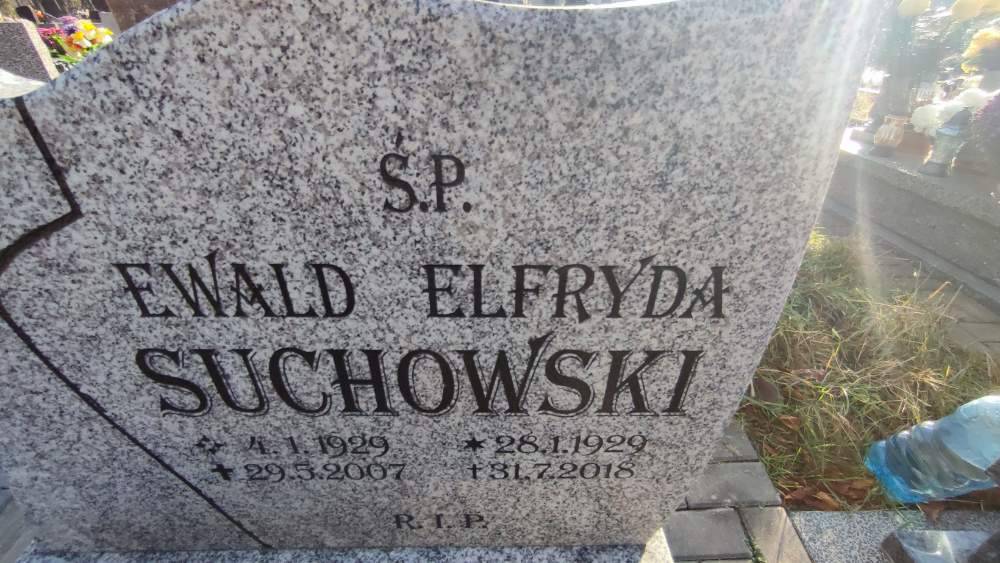 Ś.P.
EWALD ELFRYDA
SUCHOWSKI
4.1.1929 ★28.1.1929
✝29.5.2007 ✝31.7.2018
R.I.P.